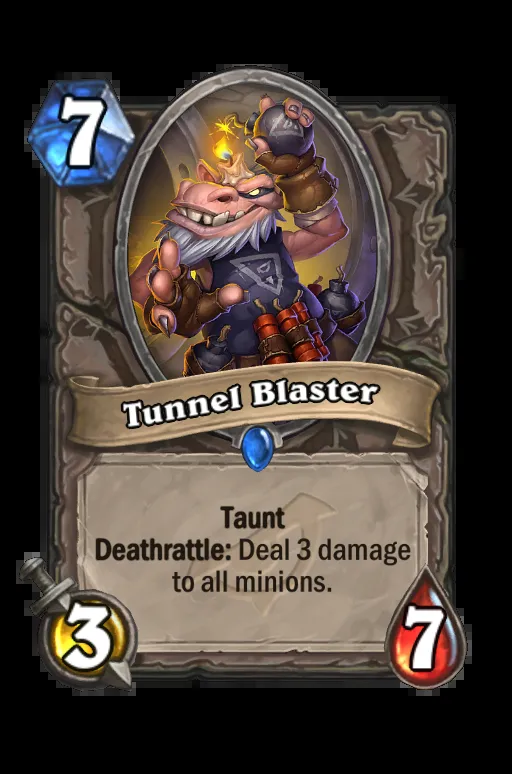 7
Tunnel Blaster
Taunt
Deathrattle: Deal 3 damage
to all minions.
3
7